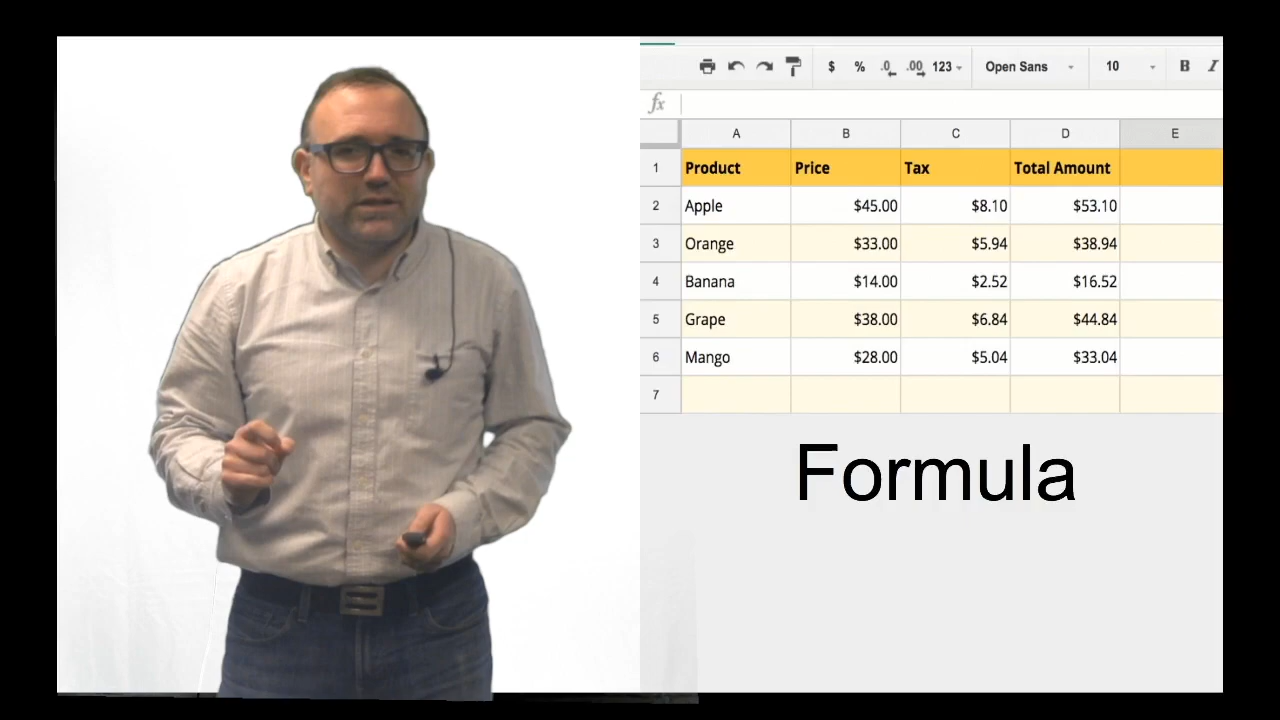 $ % .0 .00 123 Open Sans 10 B I
fx
A B C D E
1 Product Price Tax Total Amount
2 Apple $45.00 $8.10 $53.10
3 Orange $33.00 $5.94 $38.94
4 Banana $14.00 $2.52 $16.52
5 Grape $38.00 $6.84 $44.84
6 Mango $28.00 $5.04 $33.04
7
Formula